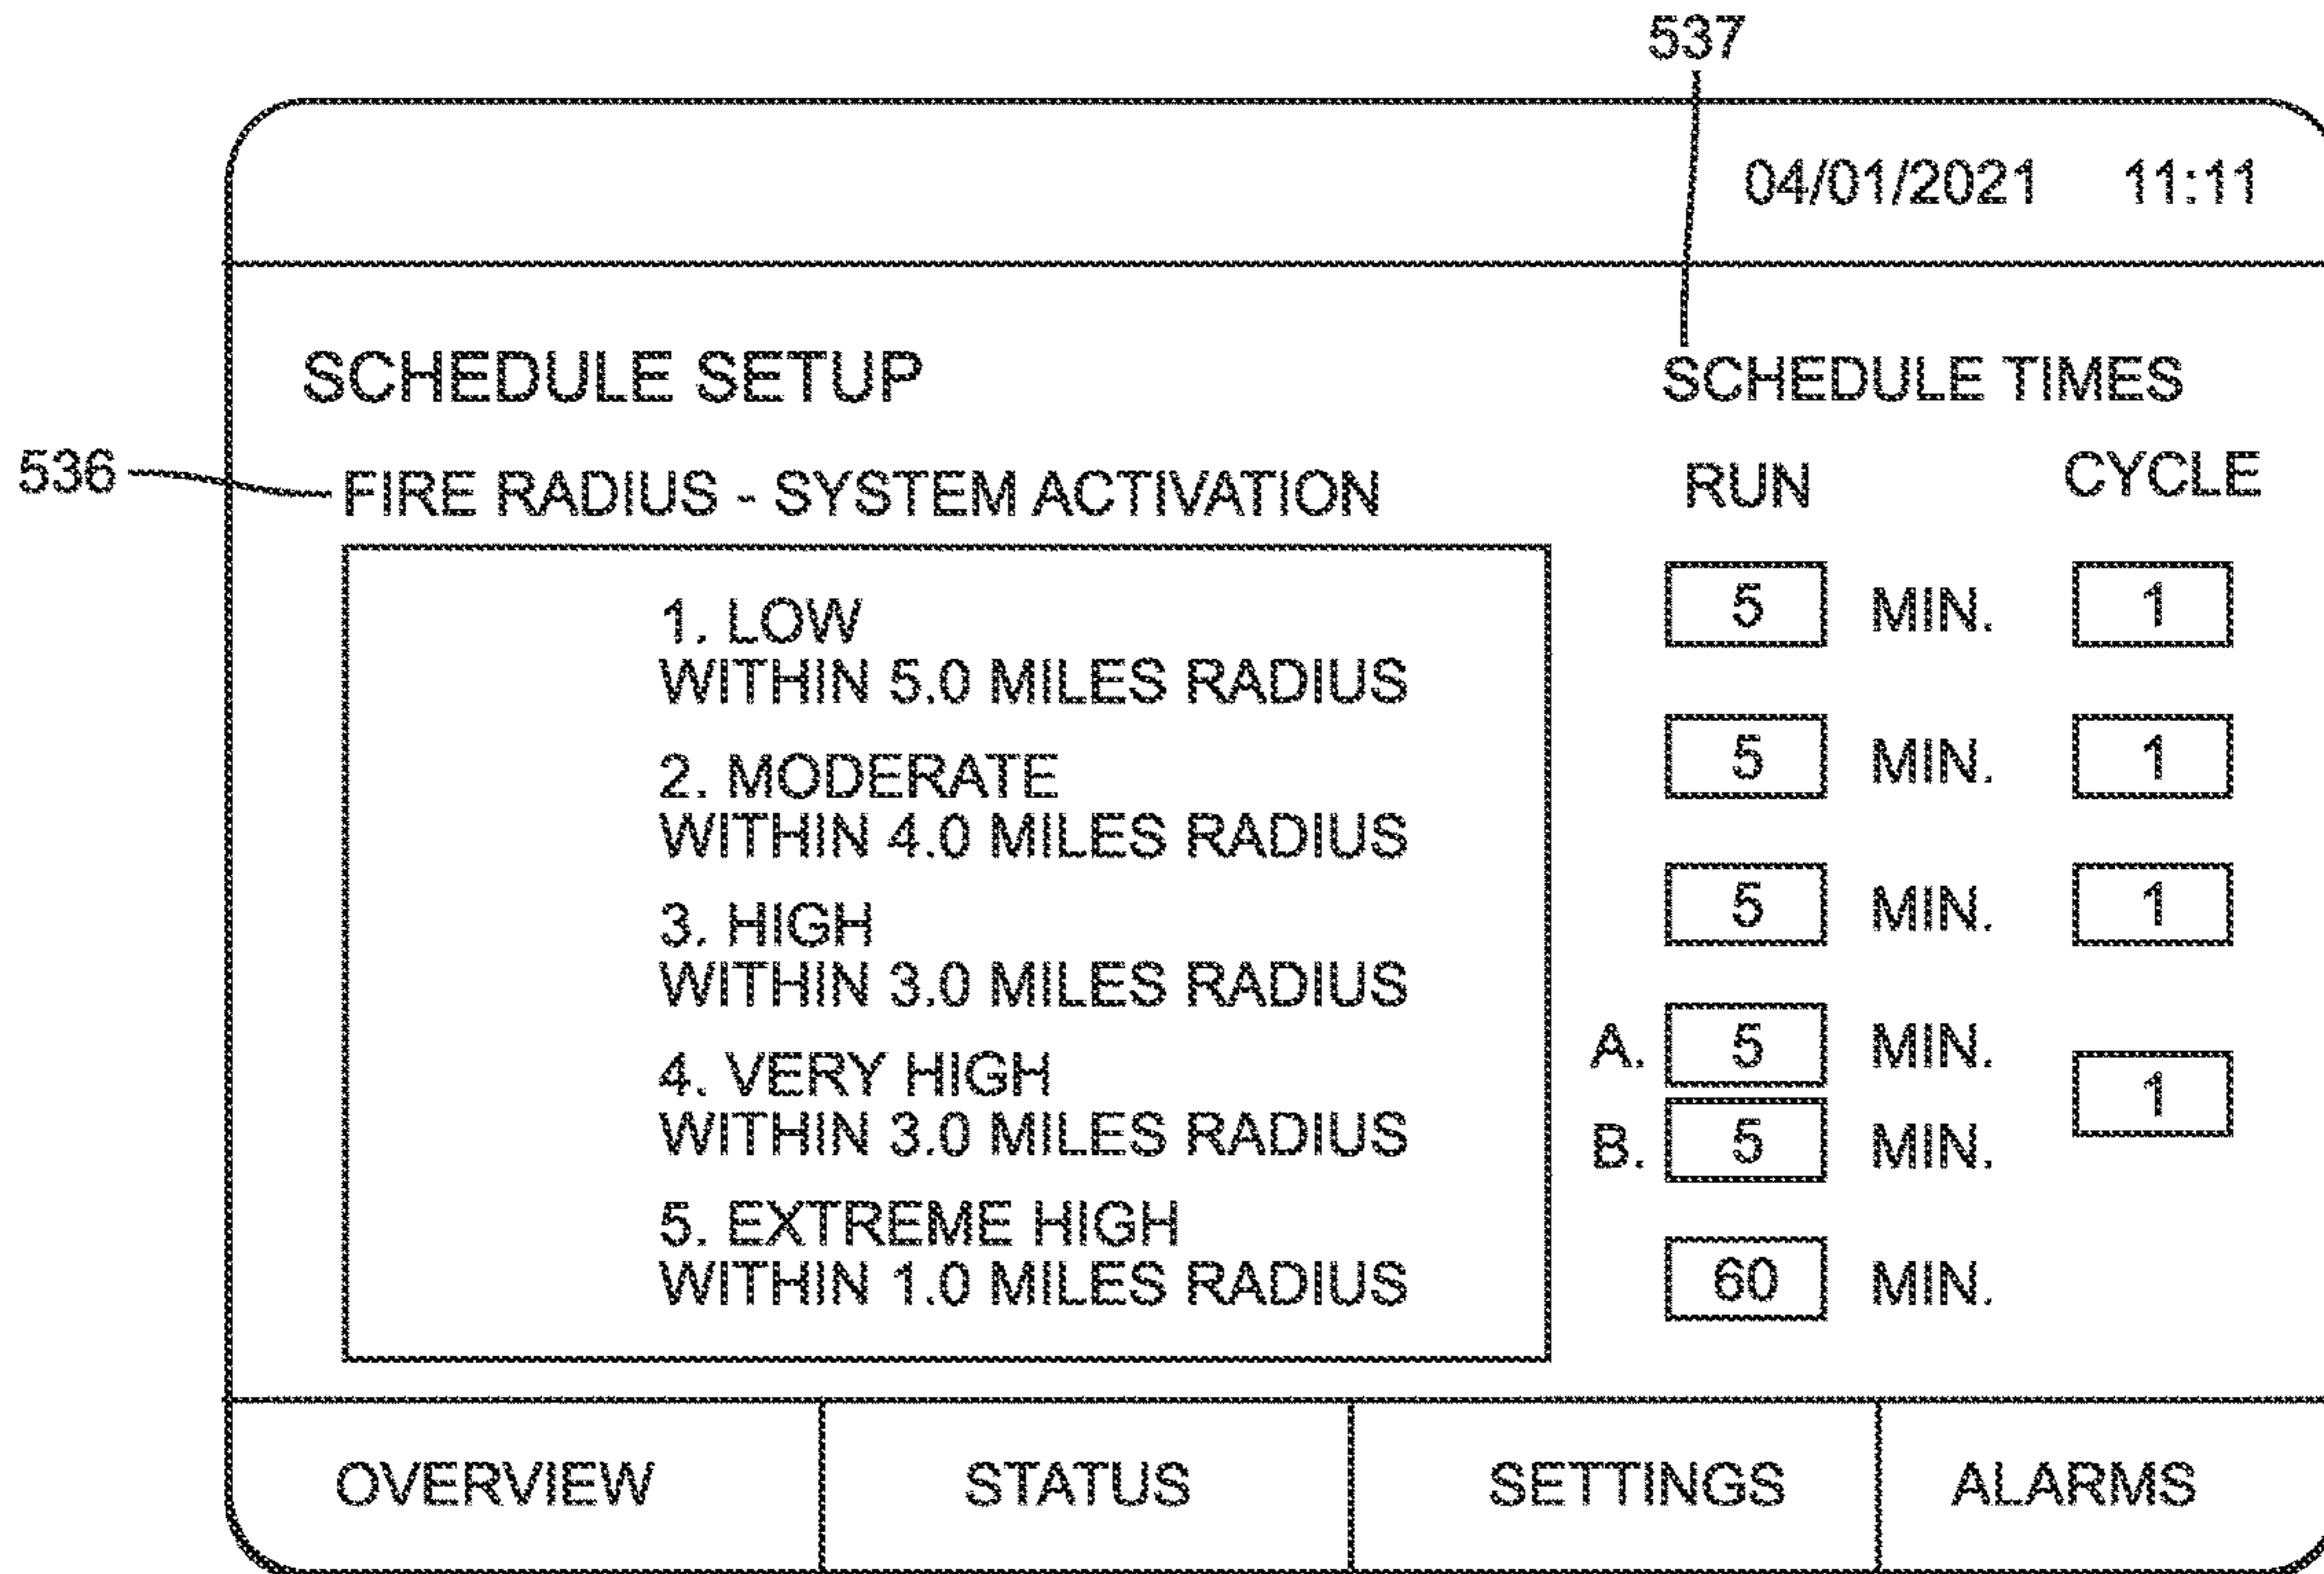 537
04/01/2021 11:11
SCHEDULE SETUP
SCHEDULE TIMES
536
FIRE RADIUS - SYSTEM ACTIVATION
RUN CYCLE
1. LOW
WITHIN 5.0 MILES RADIUS
5 MIN. 1
2. MODERATE
WITHIN 4.0 MILES RADIUS
5 MIN. 1
3. HIGH
WITHIN 3.0 MILES RADIUS
5 MIN. 1
4. VERY HIGH
WITHIN 3.0 MILES RADIUS
A. 5 MIN.
B. 5 MIN.
1
5. EXTREME HIGH
WITHIN 1.0 MILES RADIUS
60 MIN.
OVERVIEW STATUS SETTINGS ALARMS